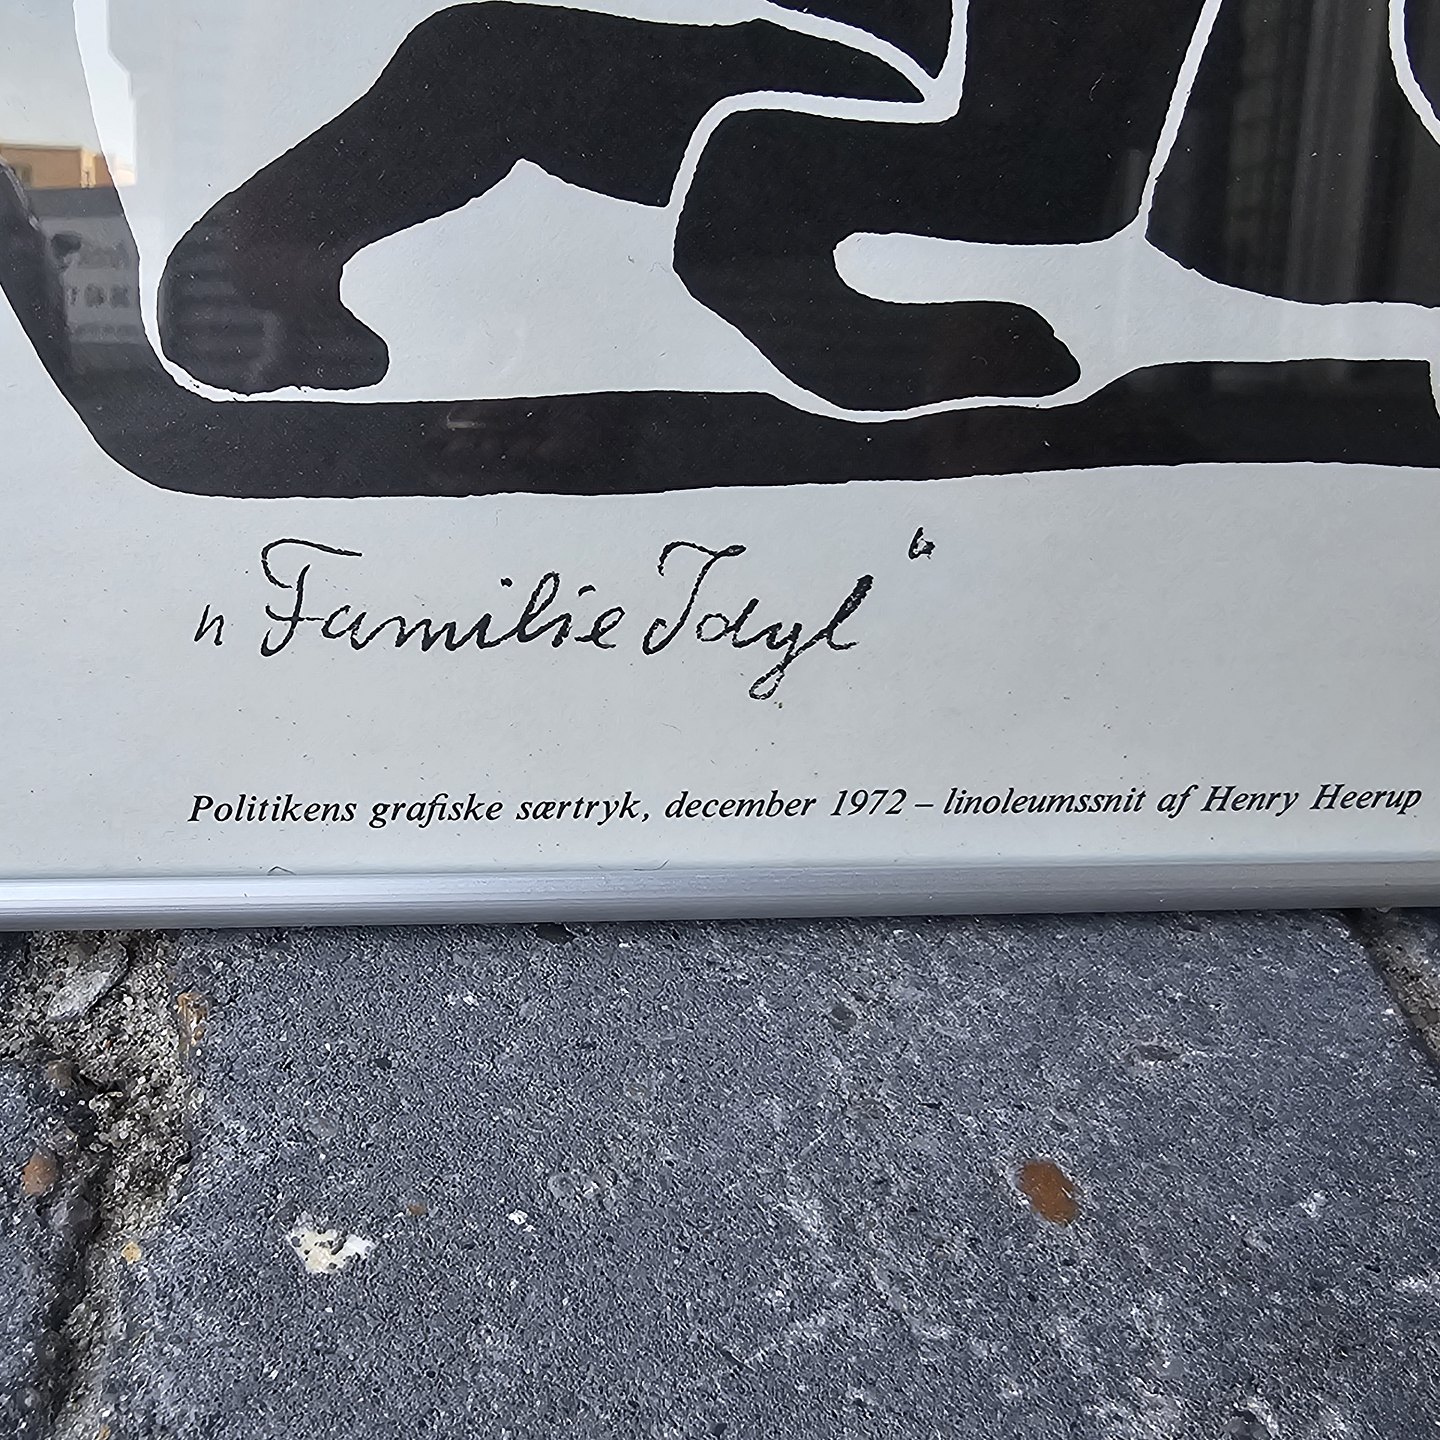 „Familie Idyl“
Politikens grafiske særtryk, december 1972 – linoleumssnit af Henry Heerup